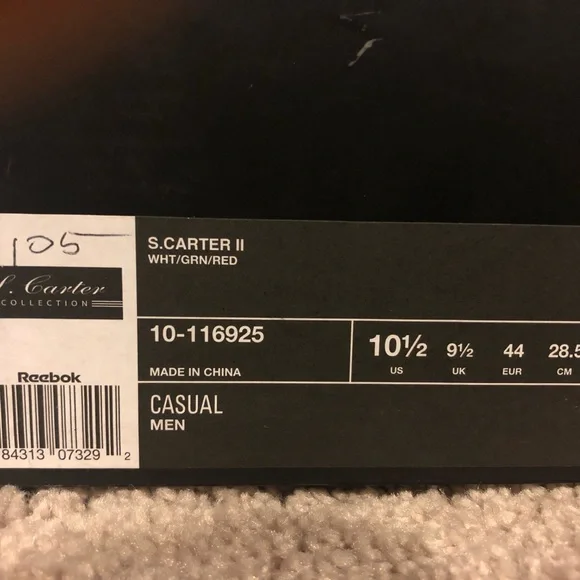 105
S. Carter
COLLECTION
Reebok
84313 07329 2
S.CARTER II
WHT/GRN/RED
10-116925
MADE IN CHINA
10½ 9½ 44 28.5
US UK EUR CM
CASUAL
MEN